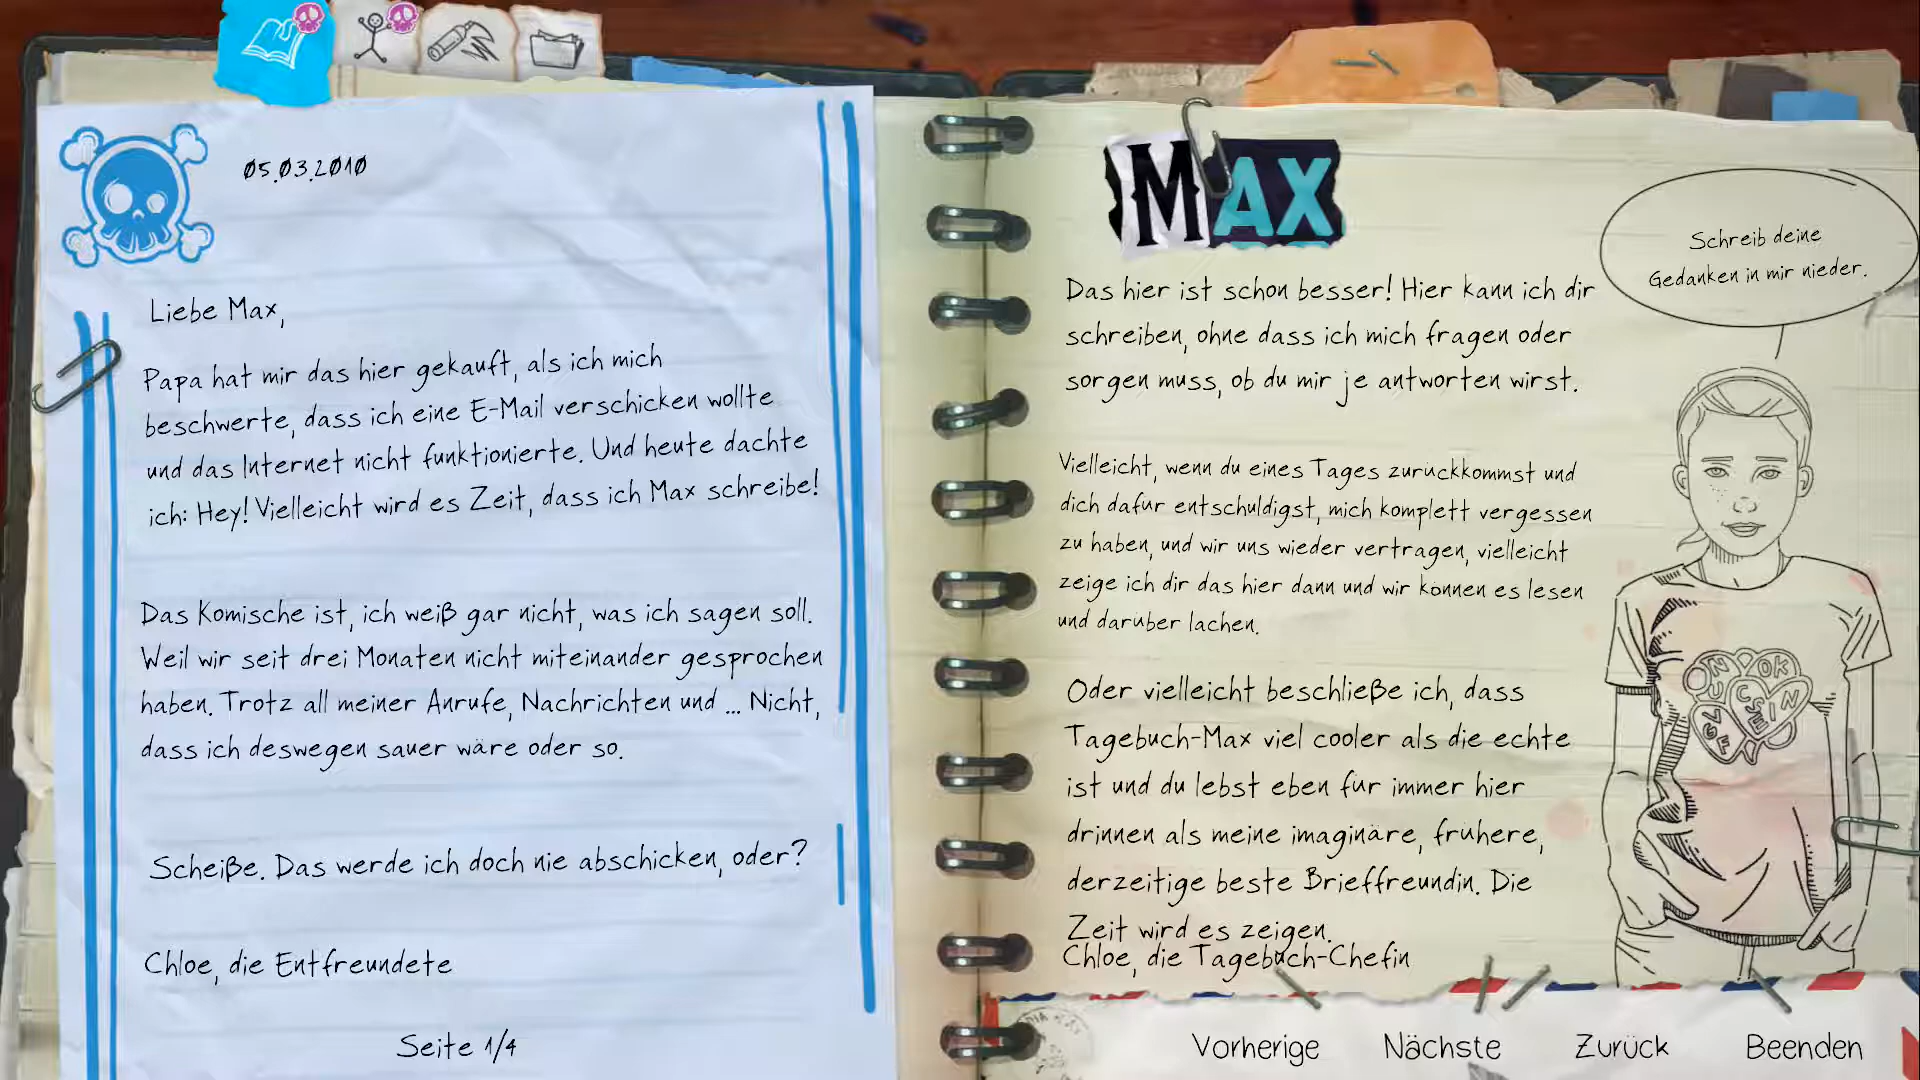 05.03.2010
Liebe Max,
Papa hat mir das hier gekauft, als ich mich
beschwerte, dass ich eine E-Mail verschicken wollte
und das Internet nicht funktionierte. Und heute dachte
ich: Hey! Vielleicht wird es Zeit, dass ich Max schreibe!
Das Komische ist, ich weiß gar nicht, was ich sagen soll.
Weil wir seit drei Monaten nicht miteinander gesprochen
haben. Trotz all meiner Anrufe, Nachrichten und ... Nicht,
dass ich deswegen sauer wäre oder so.
Scheiße. Das werde ich doch nie abschicken, oder?
Chloe, die Entfreundete
Seite 1/4
MAX
Das hier ist schon besser! Hier kann ich dir
schreiben, ohne dass ich mich fragen oder
sorgen muss, ob du mir je antworten wirst.
Vielleicht, wenn du eines Tages zurückkommst und
dich dafür entschuldigst, mich komplett vergessen
zu haben, und wir uns wieder vertragen, vielleicht
zeige ich dir das hier dann und wir können es lesen
und darüber lachen.
Oder vielleicht beschließe ich, dass
Tagebuch-Max viel cooler als die echte
ist und du lebst eben für immer hier
drinnen als meine imaginäre, frühere,
derzeitige beste Brieffreundin. Die
Zeit wird es zeigen.
Chloe, die Tagebuch-Chefin
Schreib deine
Gedanken in mir nieder.
Vorherige Nächste Zurück Beenden